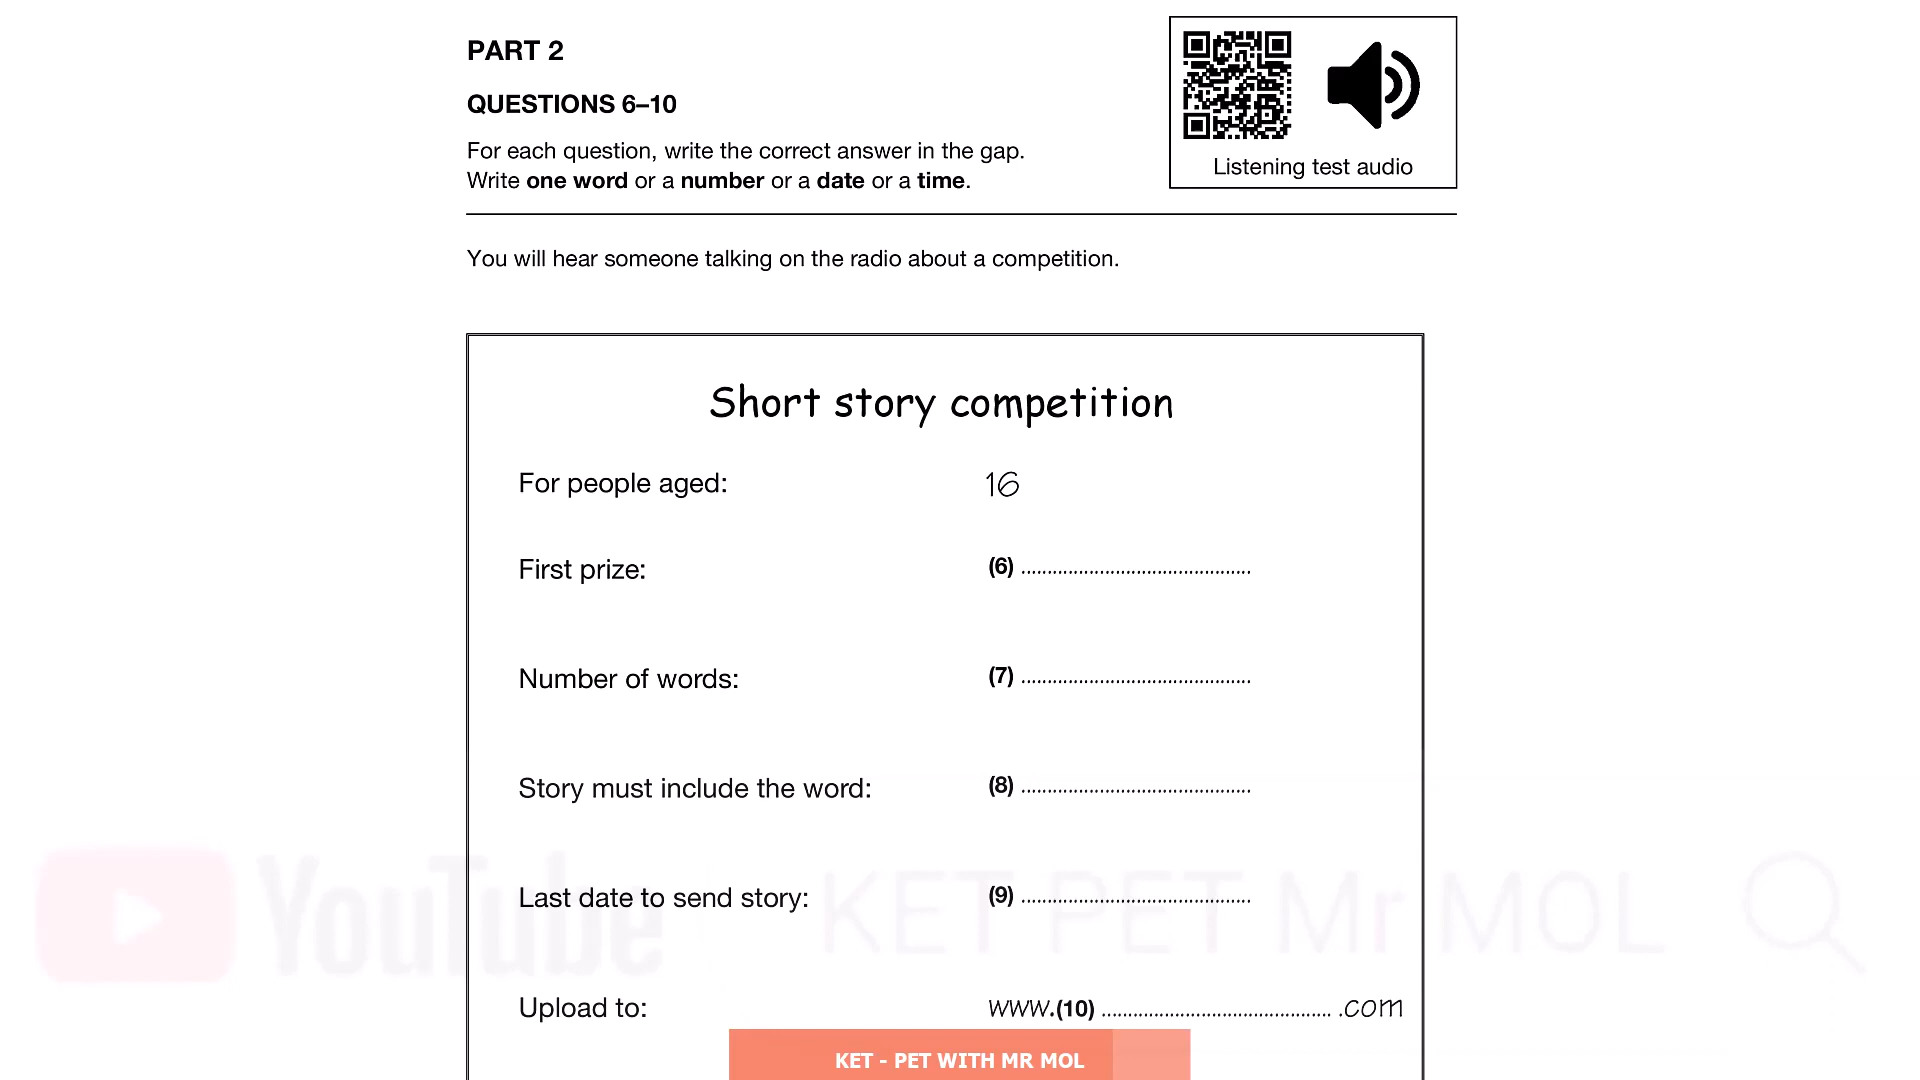 PART 2
QUESTIONS 6–10
For each question, write the correct answer in the gap.
Write one word or a number or a date or a time.
Listening test audio
You will hear someone talking on the radio about a competition.
Short story competition
For people aged: 16
First prize: (6) ..........................................
Number of words: (7) ..........................................
Story must include the word: (8) ..........................................
Last date to send story: (9) ..........................................
YouTube KET PET Mr MOL
Upload to: www.(10) .......................................... .com
KET - PET WITH MR MOL